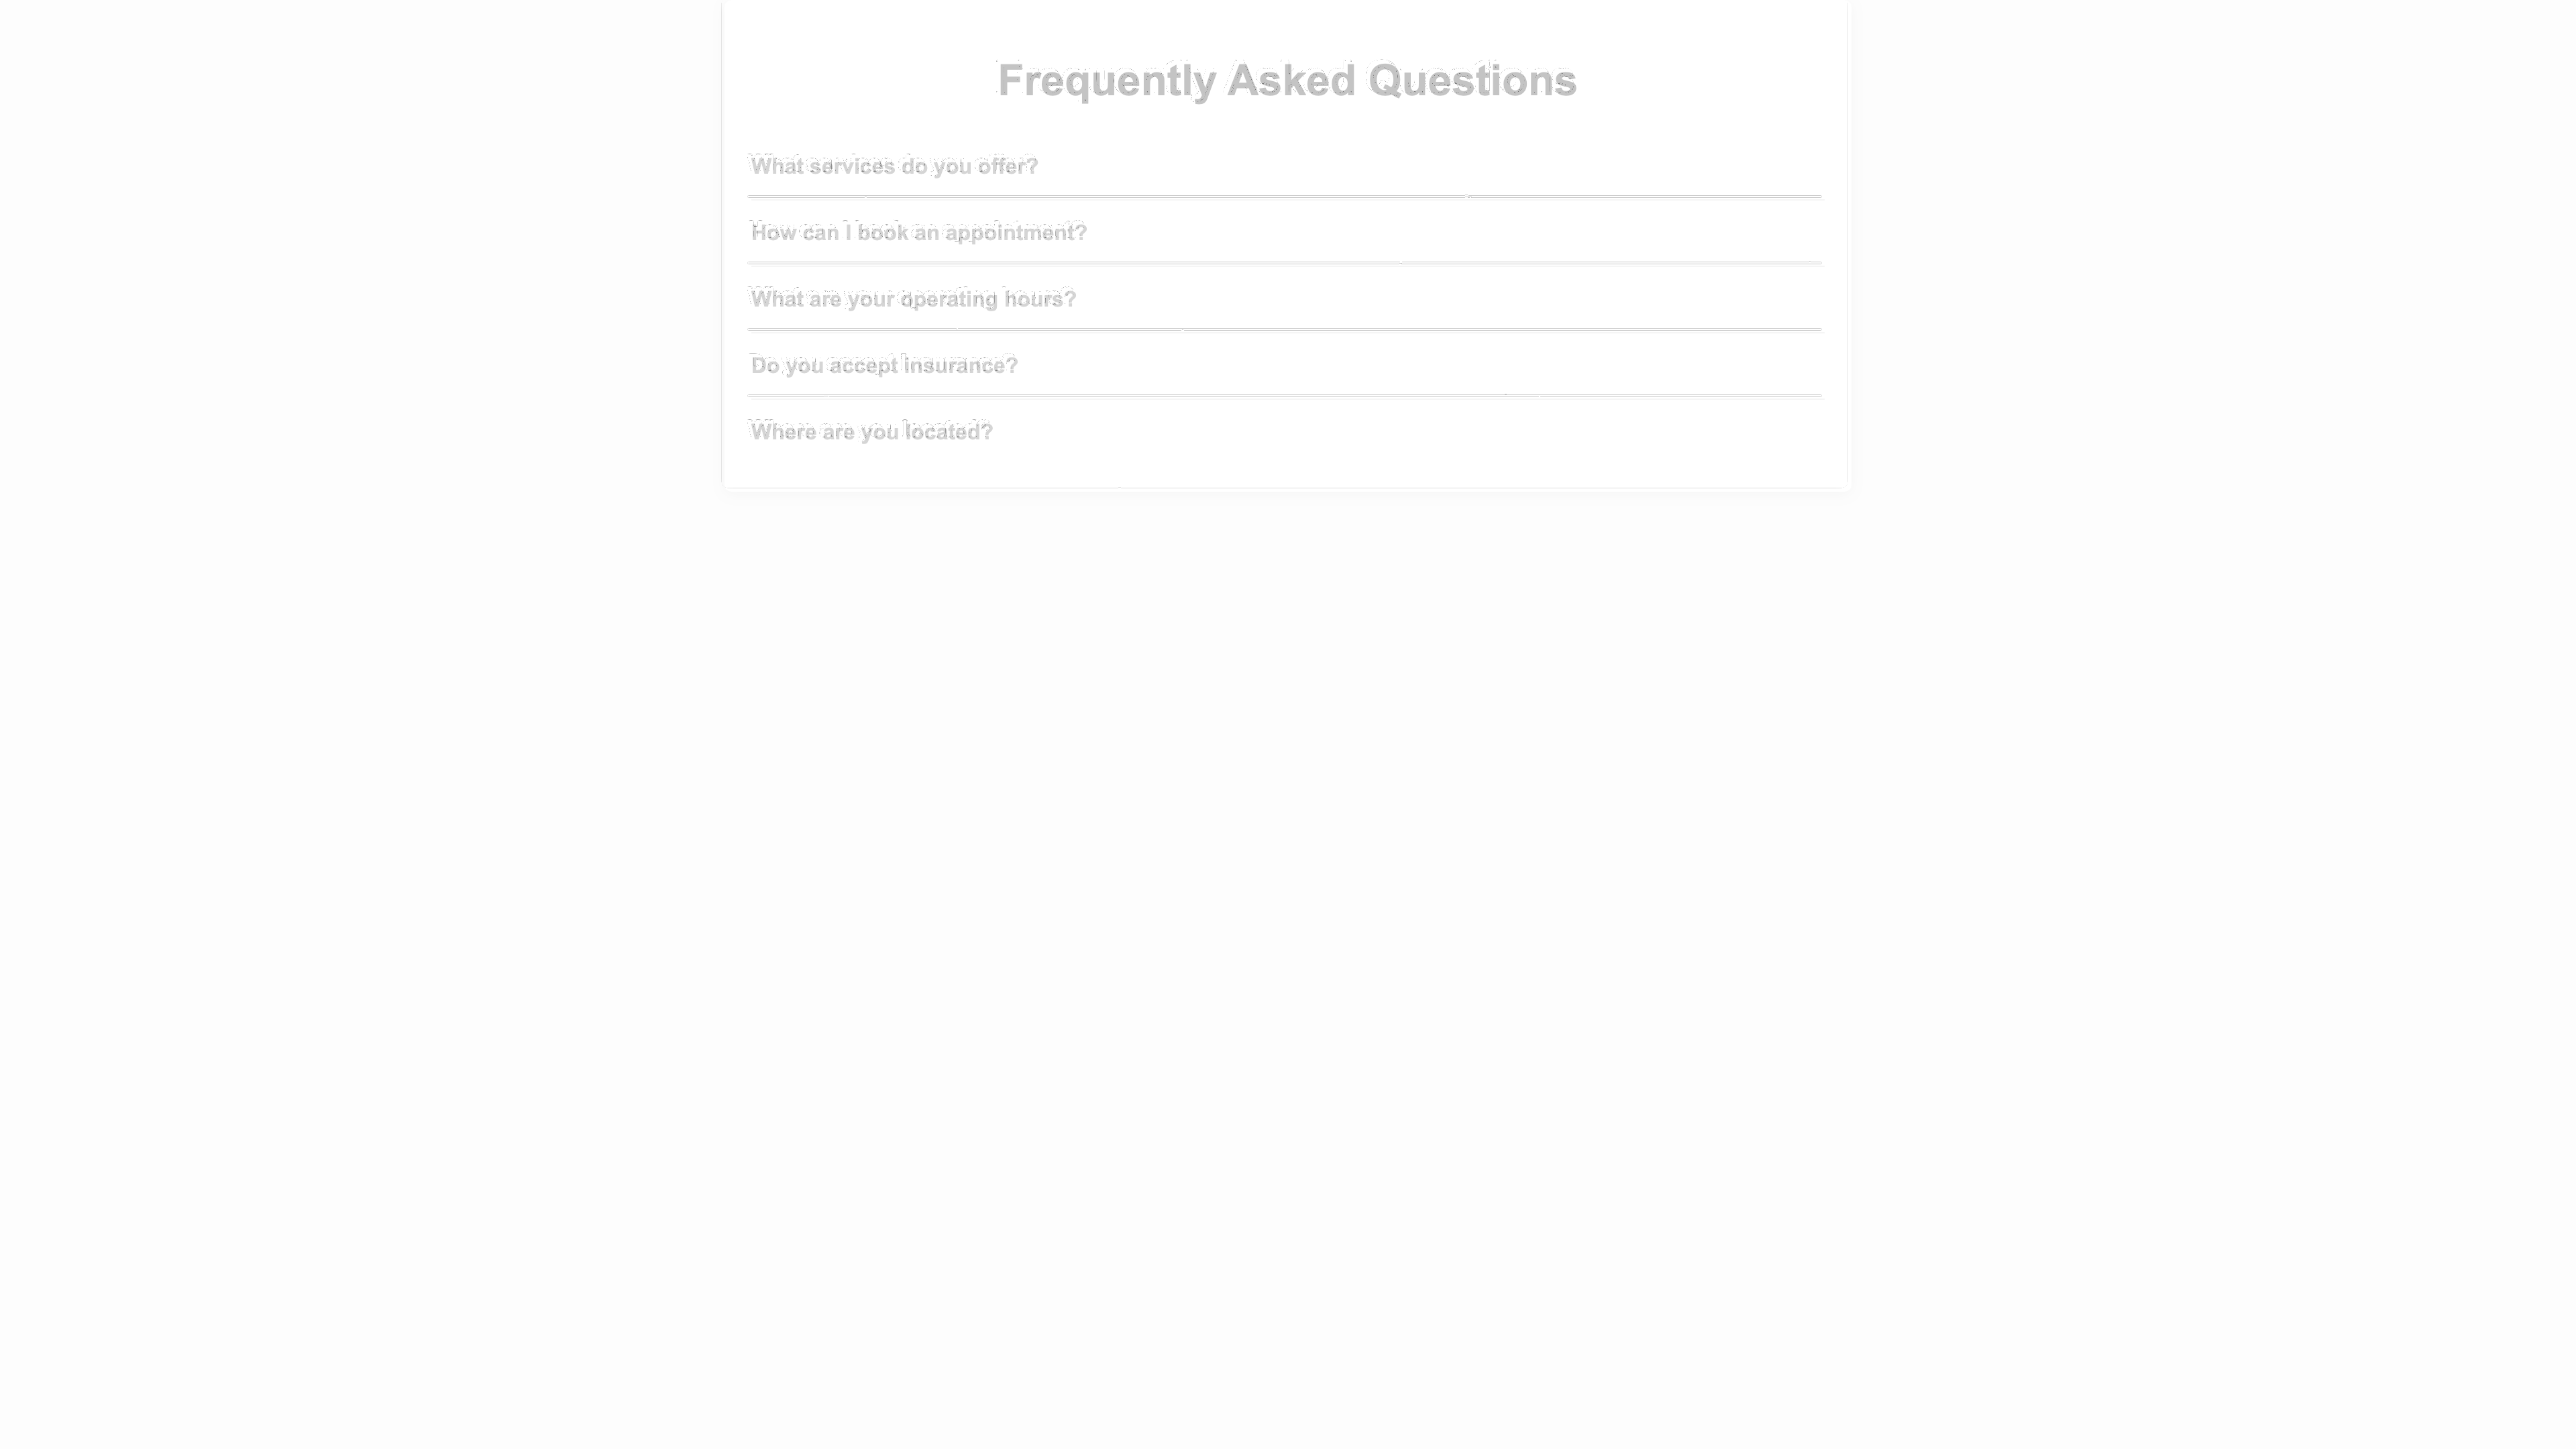 Frequently Asked Questions
What services do you offer?
How can I book an appointment?
What are your operating hours?
Do you accept insurance?
Where are you located?